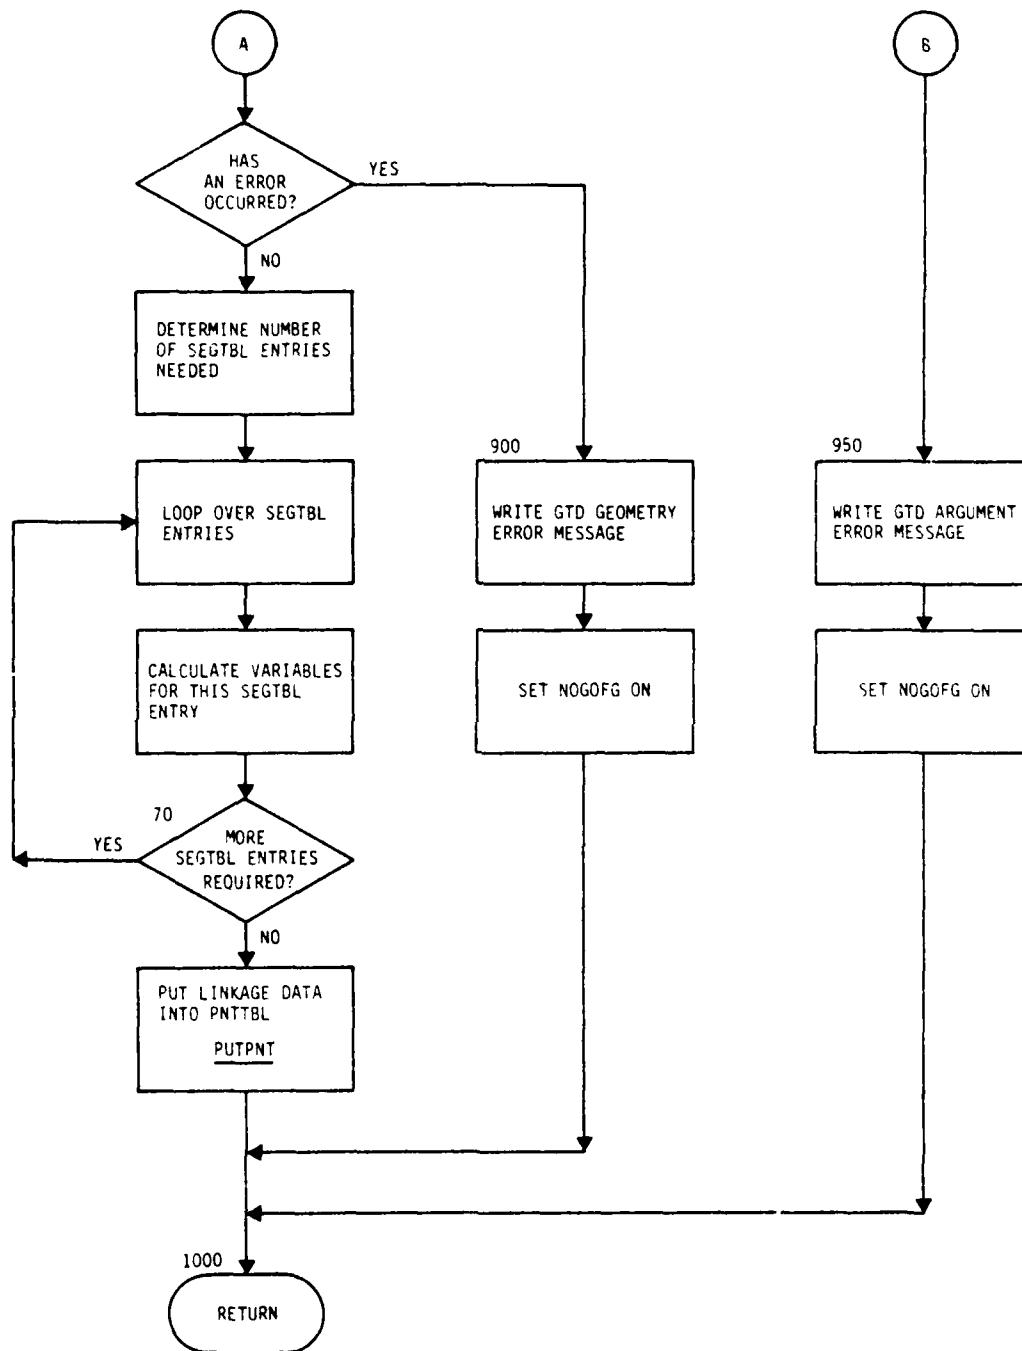 A
B
HAS
AN ERROR
OCCURRED?
YES
NO
DETERMINE NUMBER
OF SEGTBL ENTRIES
NEEDED
LOOP OVER SEGTBL
ENTRIES
CALCULATE VARIABLES
FOR THIS SEGTBL
ENTRY
70
MORE
SEGTBL ENTRIES
REQUIRED?
YES
NO
PUT LINKAGE DATA
INTO PNTTBL
PUTPNT
900
WRITE GTD GEOMETRY
ERROR MESSAGE
SET NOGOFG ON
950
WRITE GTD ARGUMENT
ERROR MESSAGE
SET NOGOFG ON
1000
RETURN